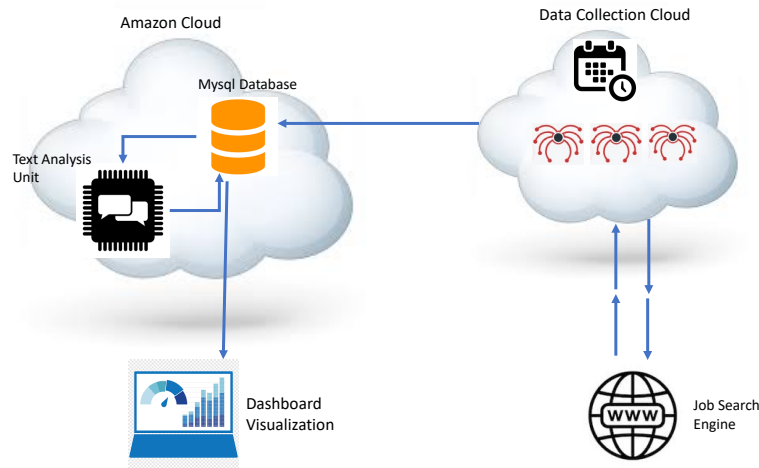 Amazon Cloud
Data Collection Cloud
Mysql Database
Text Analysis
Unit
WWW
Dashboard
Visualization
Job Search
Engine